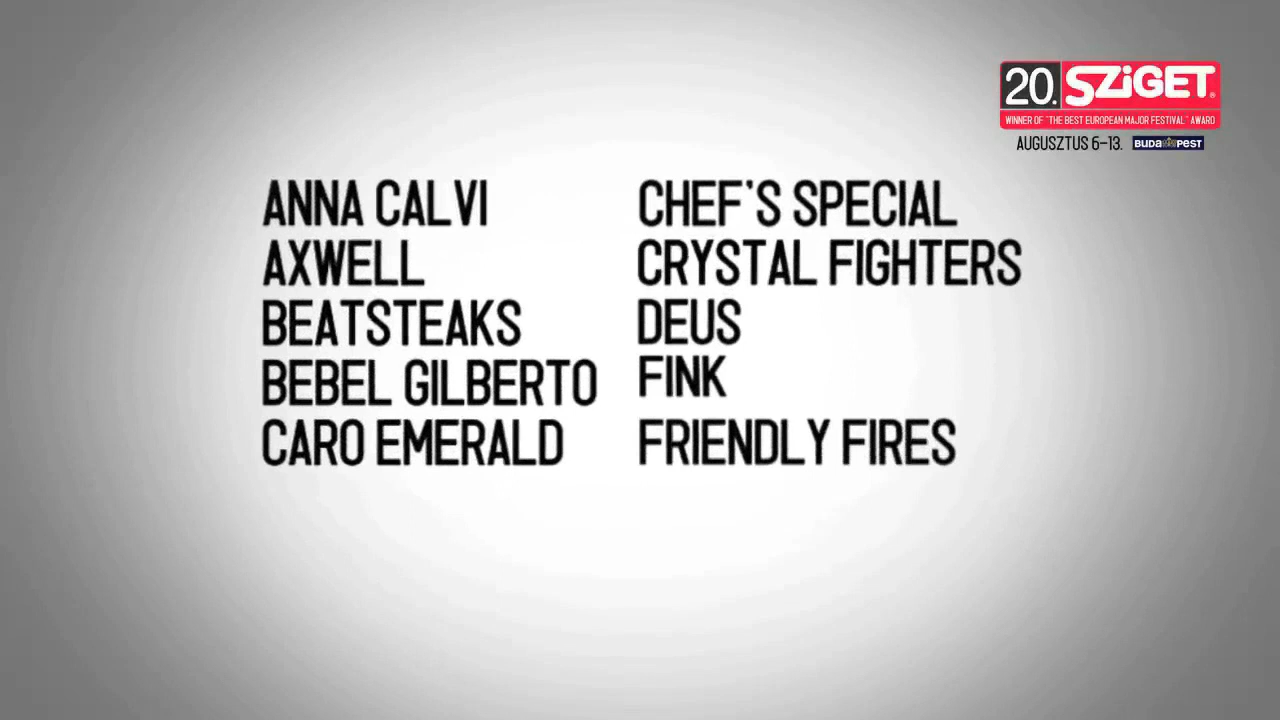 20. SZiGET
WINNER OF "THE BEST EUROPEAN MAJOR FESTIVAL" AWARD
AUGUSZTUS 6-13. BUDAPEST
ANNA CALVI
AXWELL
BEATSTEAKS
BEBEL GILBERTO
CARO EMERALD
CHEF'S SPECIAL
CRYSTAL FIGHTERS
DEUS
FINK
FRIENDLY FIRES